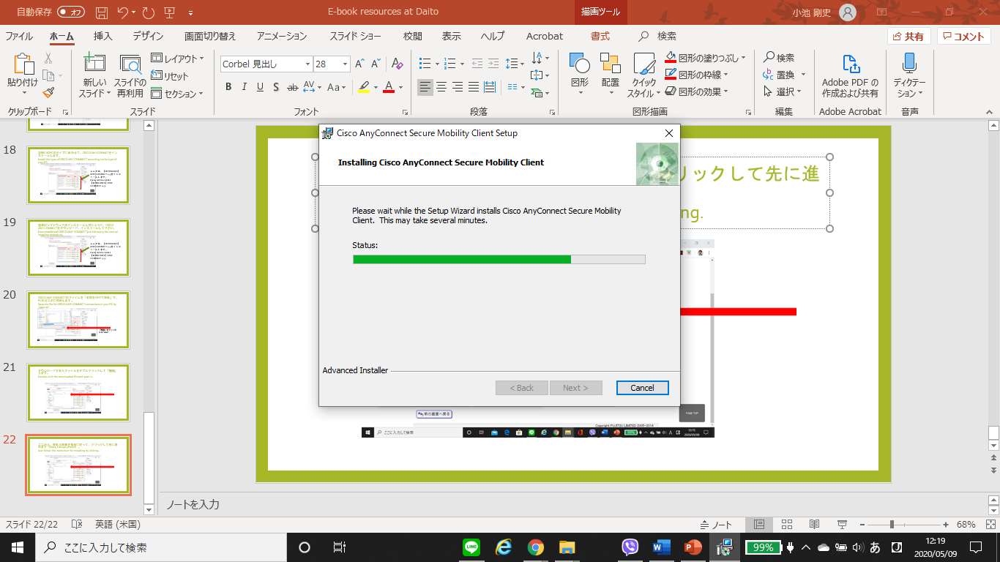 自動保存 オフ
E-book resources at Daito
描画ツール
小池 剛史
ファイル ホーム 挿入 デザイン 画面切り替え アニメーション スライド ショー 校閲 表示 ヘルプ Acrobat 書式 検索 共有 コメント
貼り付け
クリップボード
新しい
スライド
スライドの
再利用
レイアウト
リセット
セクション
スライド
Corbel 見出し 28
B I U S ab AV Aa A
フォント
段落
図形
配置
クイック
スタイル
図形の塗りつぶし
図形の枠線
図形の効果
図形描画
検索
置換
選択
編集
Adobe PDF の
作成および共有
Adobe Acrobat
ディクテー
ション
音声
18
19
20
21
22
Cisco AnyConnect Secure Mobility Client Setup
Installing Cisco AnyConnect Secure Mobility Client
Please wait while the Setup Wizard installs Cisco AnyConnect Secure Mobility
Client. This may take several minutes.
Status:
Advanced Installer
< Back Next > Cancel
リックして先に進
ng.
前の画面へ戻る
PAGE TOP
Copyright FUJITSU LIMITED 2005-2014
ここに入力して検索
12:15
2020/05/09
ノートを入力
スライド 22/22 英語 (米国) ノート 68%
ここに入力して検索
LINE
99%
あ
12:19
2020/05/09